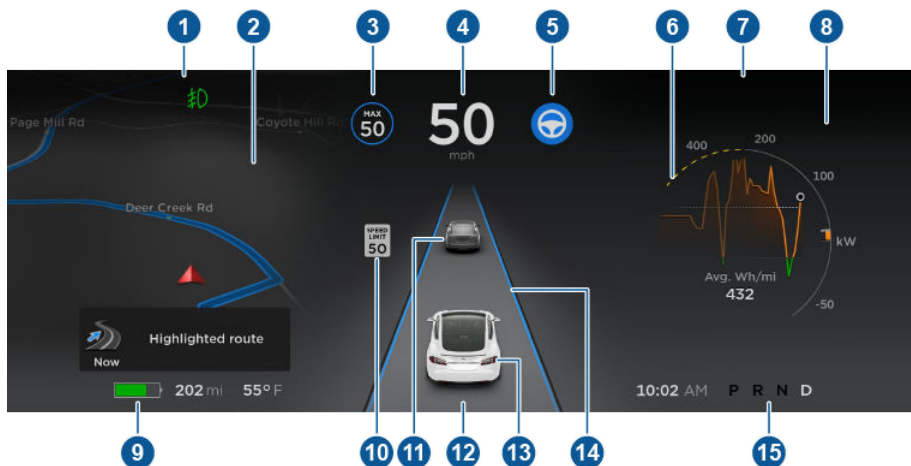 1
2
3
4
5
6
7
8
Page Mill Rd
Coyote Hill Rd
MAX
50
50
mph
400
200
100
kW
-50
Deer Creek Rd
SPEED
LIMIT
50
Avg. Wh/mi
432
Highlighted route
Now
202 mi
55° F
10:02 AM
P R N D
9
10
11
12
13
14
15